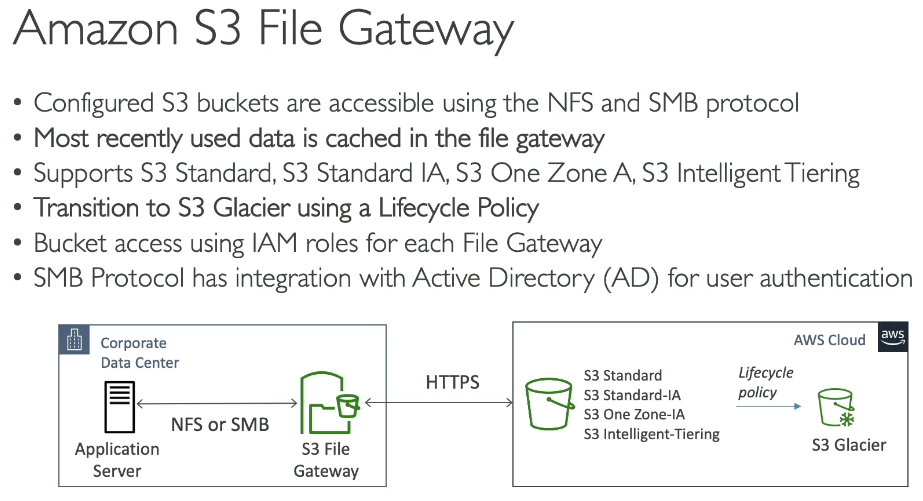 Amazon S3 File Gateway
• Configured S3 buckets are accessible using the NFS and SMB protocol
• Most recently used data is cached in the file gateway
• Supports S3 Standard, S3 Standard IA, S3 One Zone A, S3 Intelligent Tiering
• Transition to S3 Glacier using a Lifecycle Policy
• Bucket access using IAM roles for each File Gateway
• SMB Protocol has integration with Active Directory (AD) for user authentication
Corporate
Data Center
Application
Server
NFS or SMB
S3 File
Gateway
HTTPS
AWS Cloud
aws
S3 Standard
S3 Standard-IA
S3 One Zone-IA
S3 Intelligent-Tiering
Lifecycle
policy
S3 Glacier